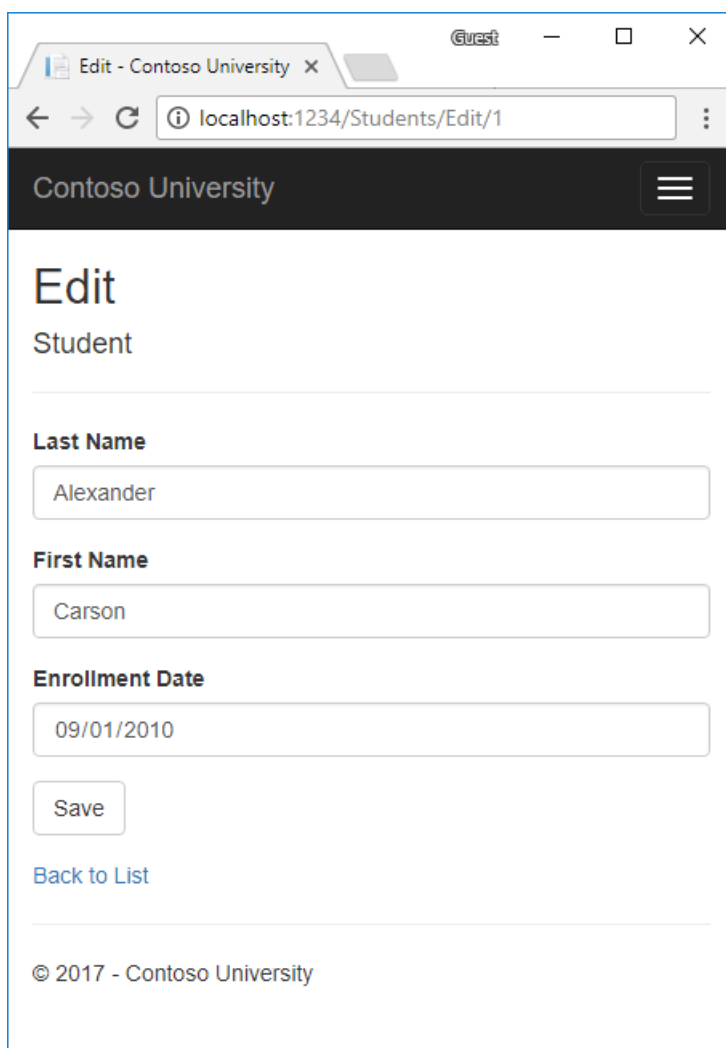 Guest
Edit - Contoso University
localhost:1234/Students/Edit/1
Contoso University
Edit
Student
Last Name
Alexander
First Name
Carson
Enrollment Date
09/01/2010
Save
Back to List
© 2017 - Contoso University